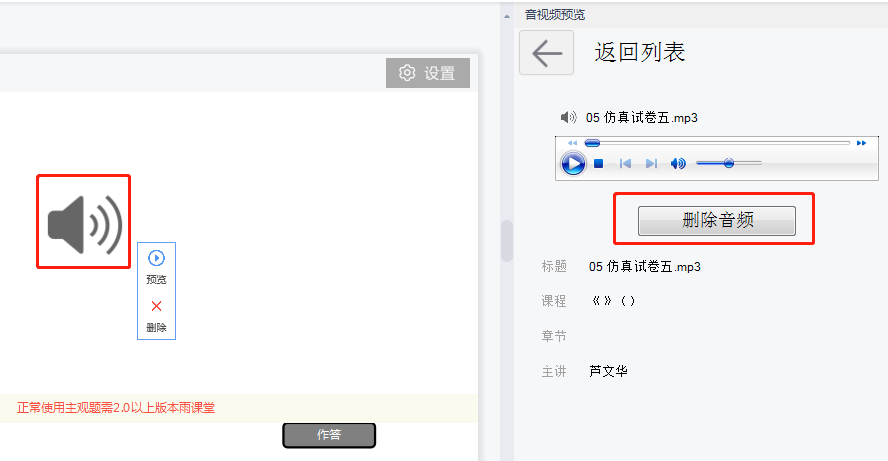 设置
预览
删除
正常使用主观题需2.0以上版本雨课堂
作答
音视频预览
返回列表
05 仿真试卷五.mp3
删除音频
标题 05 仿真试卷五.mp3
课程 《》（）
章节
主讲 芦文华